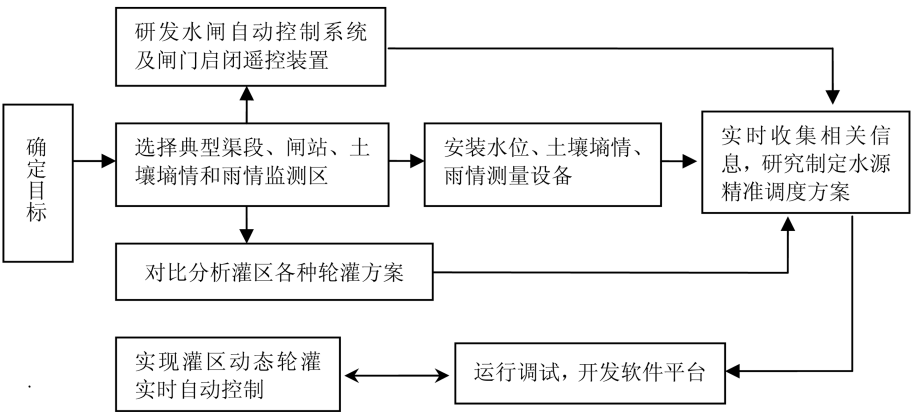 研发水闸自动控制系统
及闸门启闭遥控装置
确
定
目
标
选择典型渠段、闸站、土
壤墒情和雨情监测区
安装水位、土壤墒情、
雨情测量设备
实时收集相关信
息，研究制定水源
精准调度方案
对比分析灌区各种轮灌方案
实现灌区动态轮灌
实时自动控制
运行调试，开发软件平台